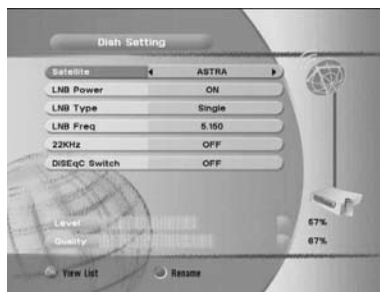 Dish Setting
Satellite ASTRA
LNB Power ON
LNB Type Single
LNB Freq 5.150
22KHz OFF
DiSEqC Switch OFF
Level 57%
Quality 67%
View List Rename